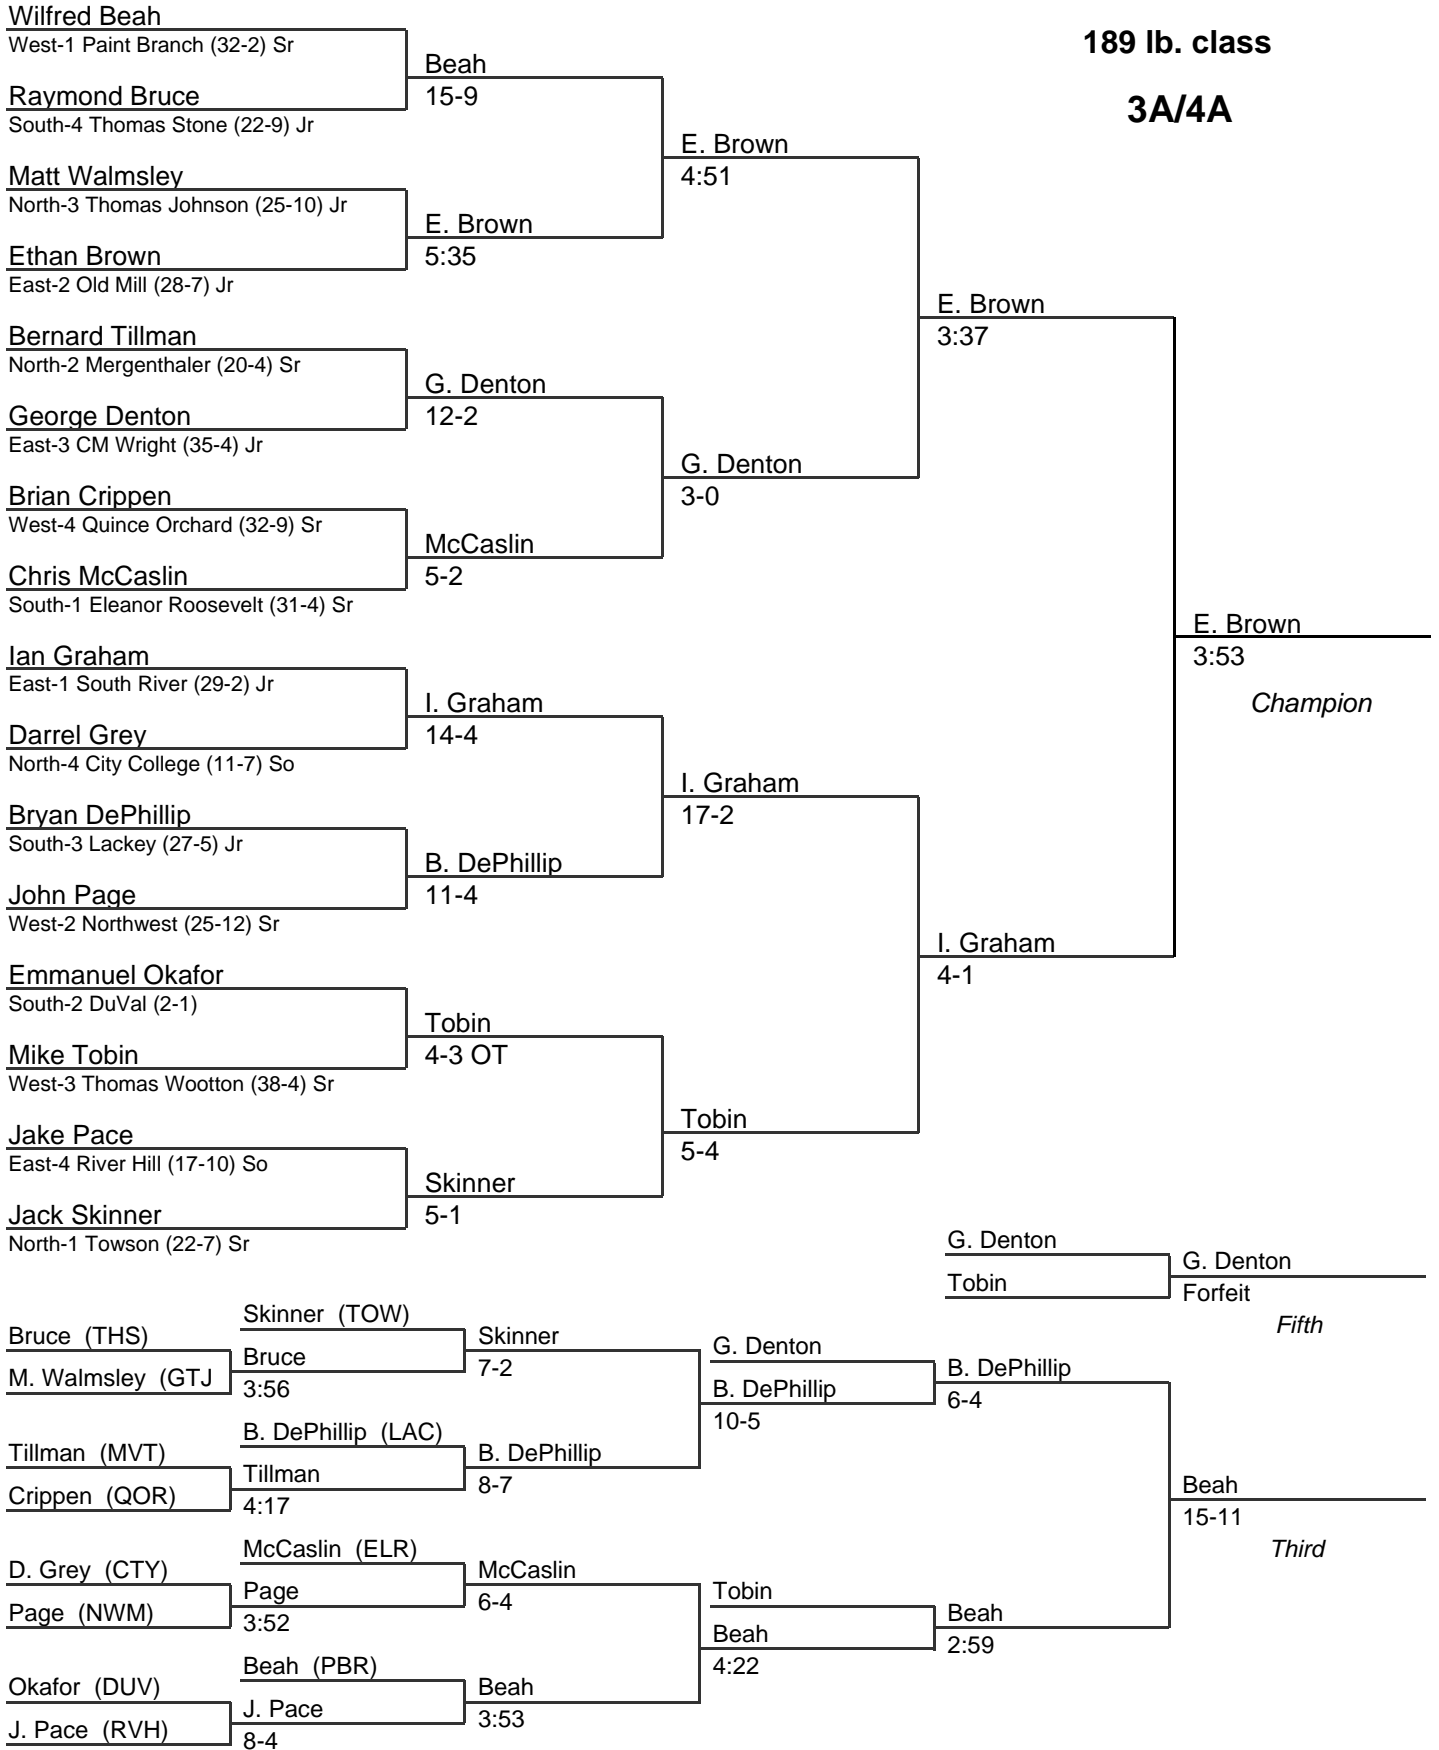 Wilfred Beah
West-1 Paint Branch (32-2) Sr
189 lb. class
3A/4A
Beah
15-9
Raymond Bruce
South-4 Thomas Stone (22-9) Jr
E. Brown
4:51
Matt Walmsley
North-3 Thomas Johnson (25-10) Jr
E. Brown
5:35
Ethan Brown
East-2 Old Mill (28-7) Jr
E. Brown
3:37
Bernard Tillman
North-2 Mergenthaler (20-4) Sr
G. Denton
12-2
George Denton
East-3 CM Wright (35-4) Jr
G. Denton
3-0
Brian Crippen
West-4 Quince Orchard (32-9) Sr
McCaslin
5-2
Chris McCaslin
South-1 Eleanor Roosevelt (31-4) Sr
E. Brown
3:53
Champion
Ian Graham
East-1 South River (29-2) Jr
I. Graham
14-4
Darrel Grey
North-4 City College (11-7) So
I. Graham
17-2
Bryan DePhillip
South-3 Lackey (27-5) Jr
B. DePhillip
11-4
John Page
West-2 Northwest (25-12) Sr
I. Graham
4-1
Emmanuel Okafor
South-2 DuVal (2-1)
Tobin
4-3 OT
Mike Tobin
West-3 Thomas Wootton (38-4) Sr
Tobin
5-4
Jake Pace
East-4 River Hill (17-10) So
Skinner
5-1
Jack Skinner
North-1 Towson (22-7) Sr
G. Denton
Tobin
G. Denton
Forfeit
Fifth
Bruce (THS)
M. Walmsley (GTJ
Skinner (TOW)
Bruce
3:56
Skinner
7-2
G. Denton
B. DePhillip
10-5
B. DePhillip
6-4
Tillman (MVT)
Crippen (QOR)
B. DePhillip (LAC)
Tillman
4:17
B. DePhillip
8-7
Beah
15-11
Third
D. Grey (CTY)
Page (NWM)
McCaslin (ELR)
Page
3:52
McCaslin
6-4
Tobin
Beah
4:22
Beah
2:59
Okafor (DUV)
J. Pace (RVH)
Beah (PBR)
J. Pace
8-4
Beah
3:53